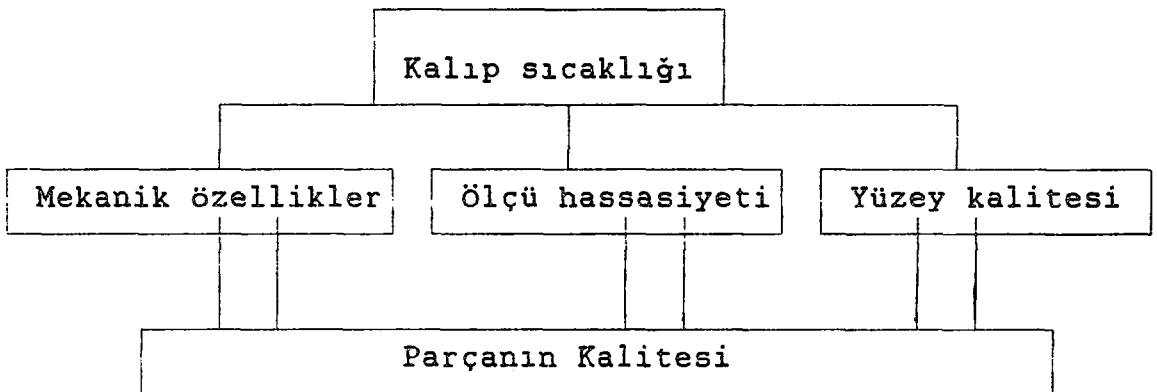 Kalıp sıcaklığı
Mekanik özellikler
Ölçü hassasiyeti
Yüzey kalitesi
Parçanın Kalitesi